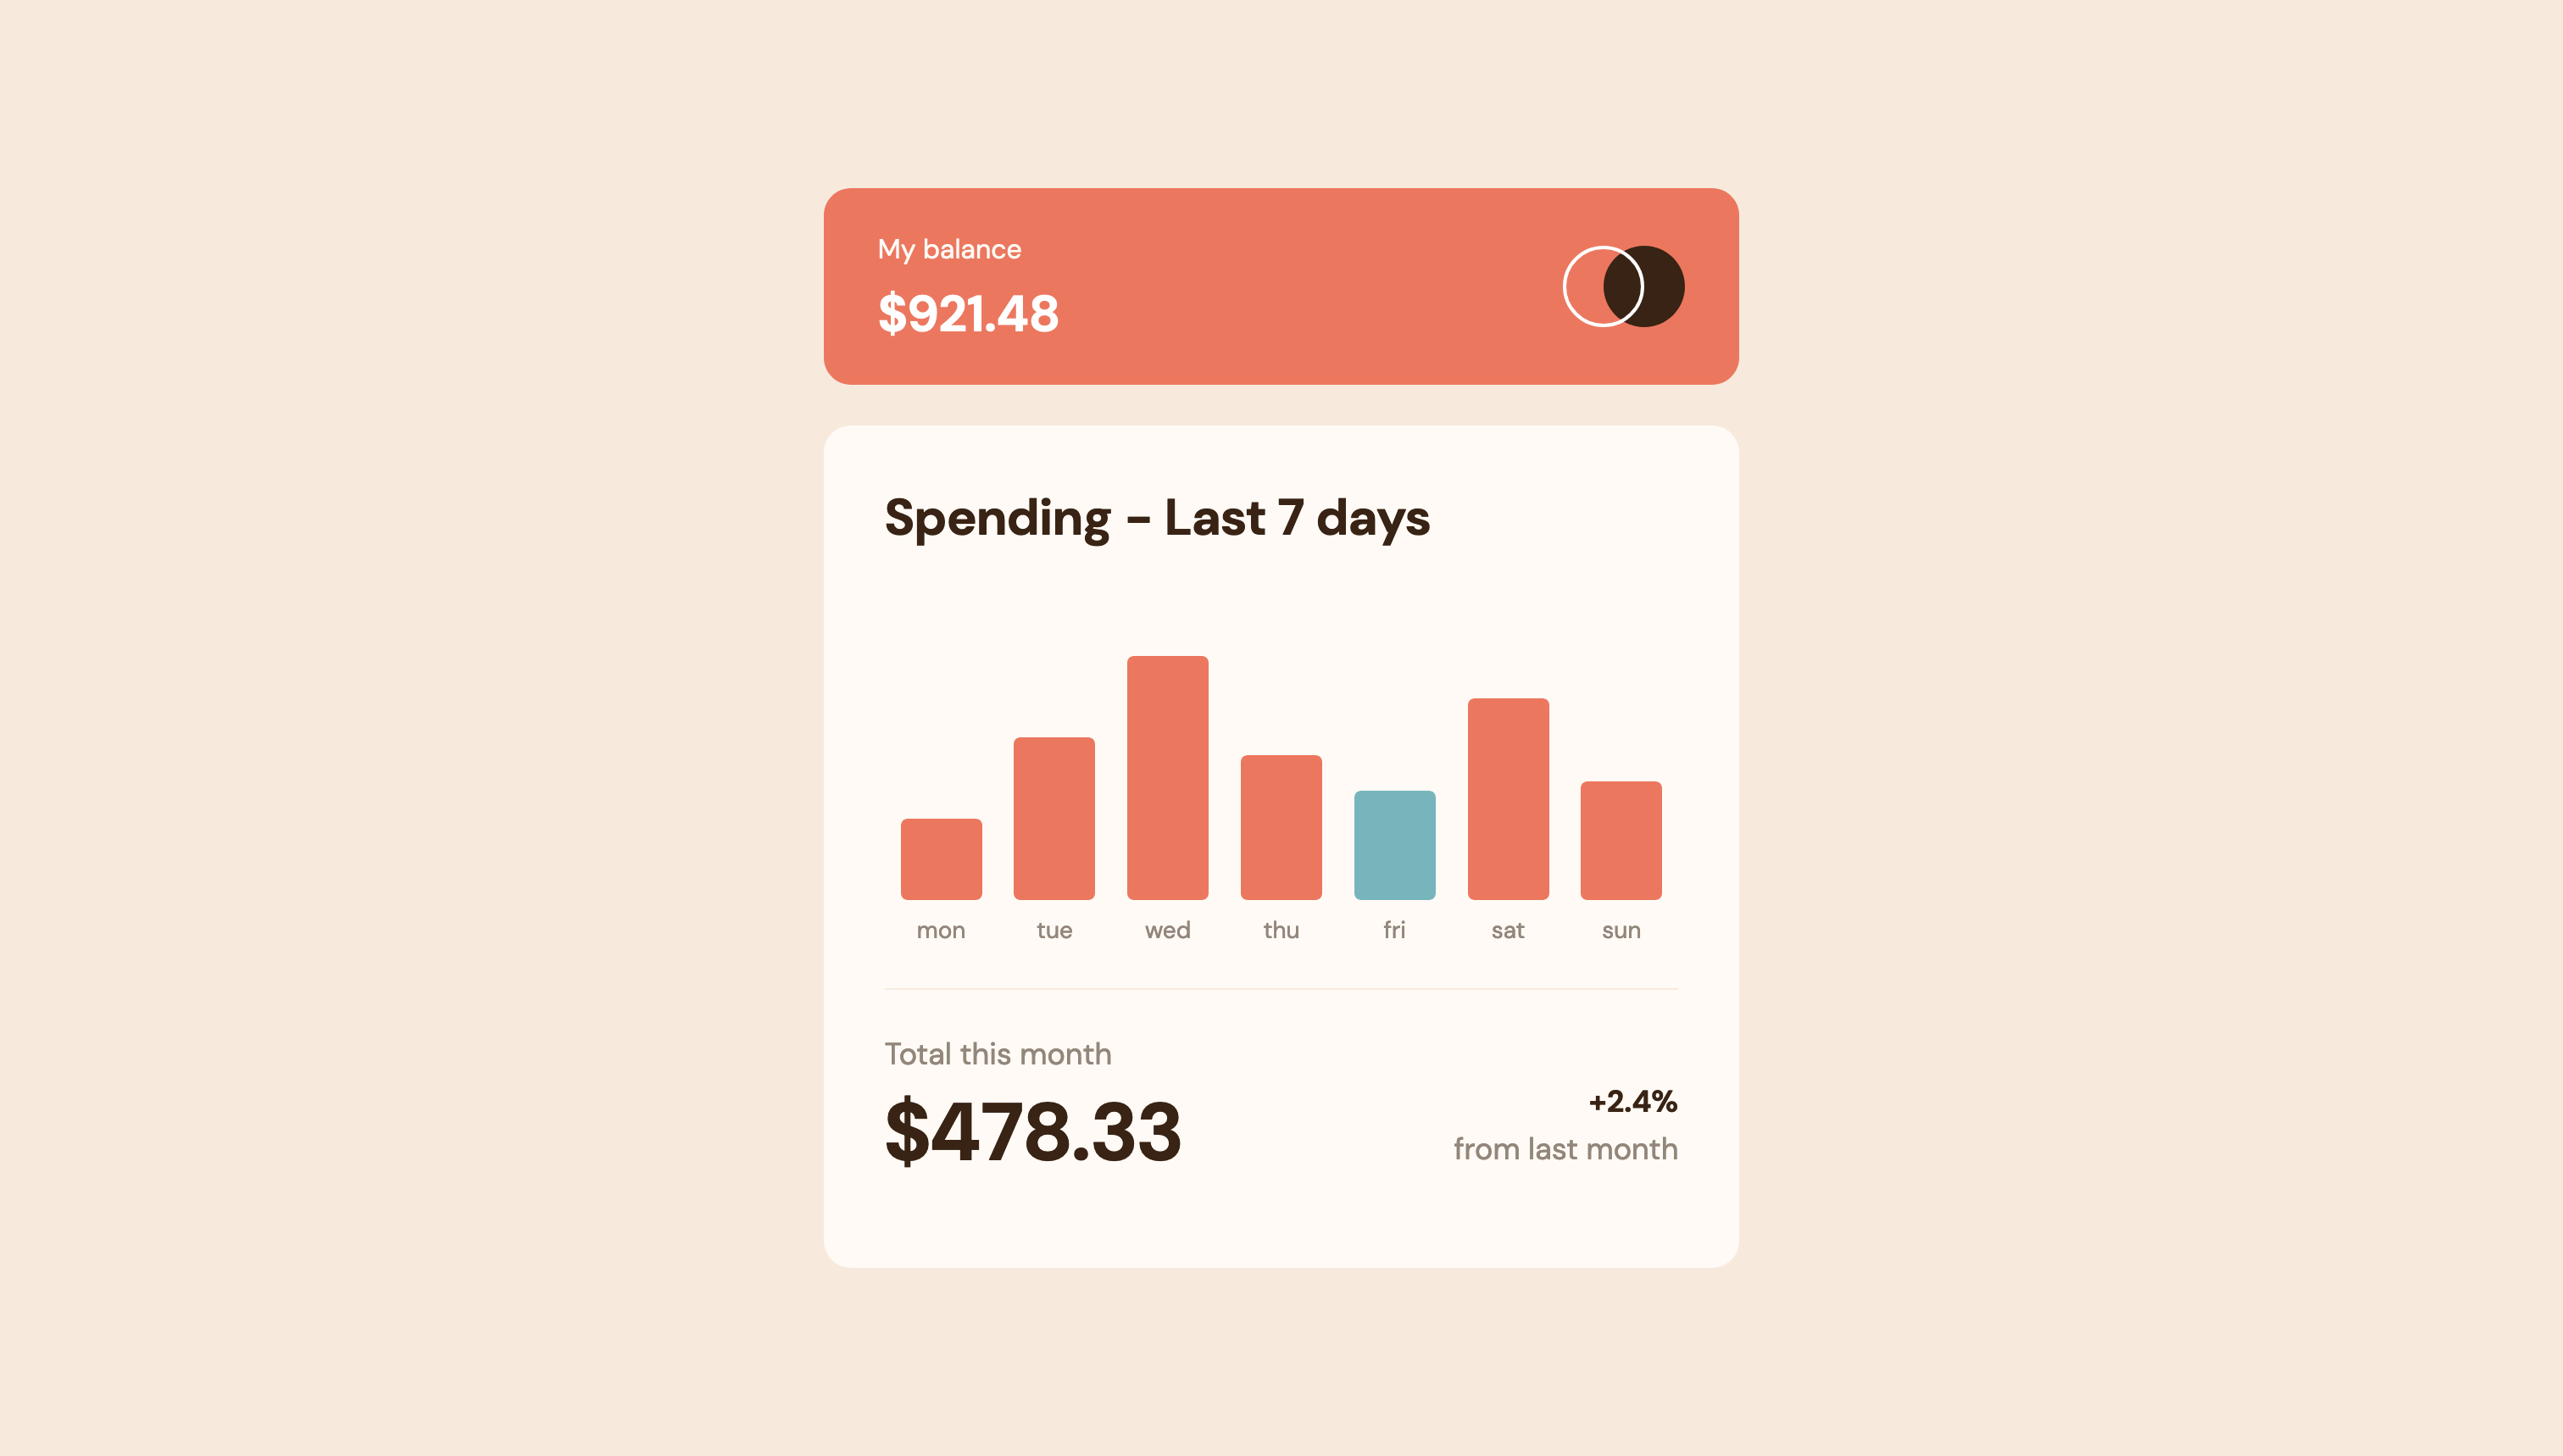 My balance
$921.48
Spending - Last 7 days
mon tue wed thu fri sat sun
Total this month
$478.33
+2.4%
from last month